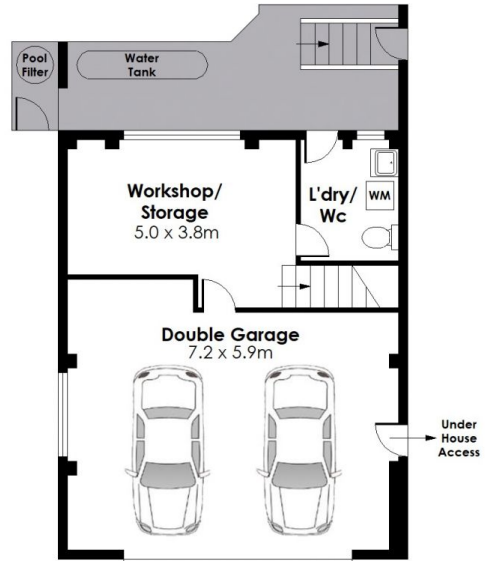 Pool
Filter
Water
Tank
Workshop/
Storage
5.0 x 3.8m
L'dry/
Wc
WM
Double Garage
7.2 x 5.9m
Under
House
Access